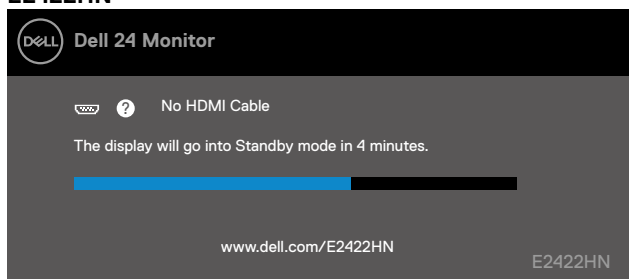 E2422HN
DELL Dell 24 Monitor
? No HDMI Cable
The display will go into Standby mode in 4 minutes.
www.dell.com/E2422HN
E2422HN